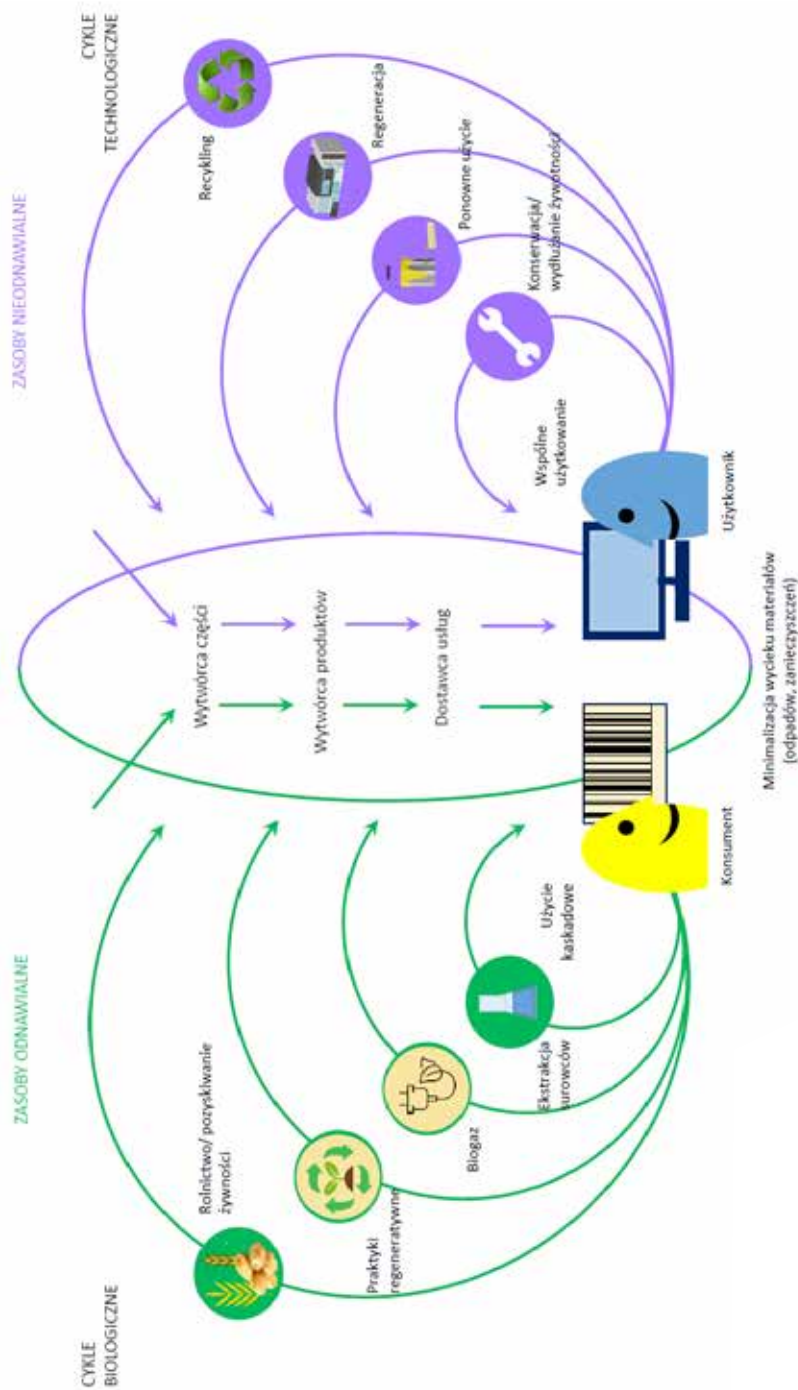 ZASOBY ODNAWIALNE
ZASOBY NIEODNAWIALNE
CYKLE
BIOLOGICZNE
CYKLE
TECHNOLOGICZNE
Rolnictwo/ pozyskiwanie
żywności
Praktyki
regeneratywne
Biogaz
Ekstrakcja
surowców
Użycie
kaskadowe
Konsument
Wytwórca części
Wytwórca produktów
Dostawca usług
Recykling
Regeneracja
Ponowne użycie
Konserwacja/
wydłużanie żywotności
Wspólne
użytkowanie
Użytkownik
Minimalizacja wycieku materiałów
(odpadów, zanieczyszczeń)